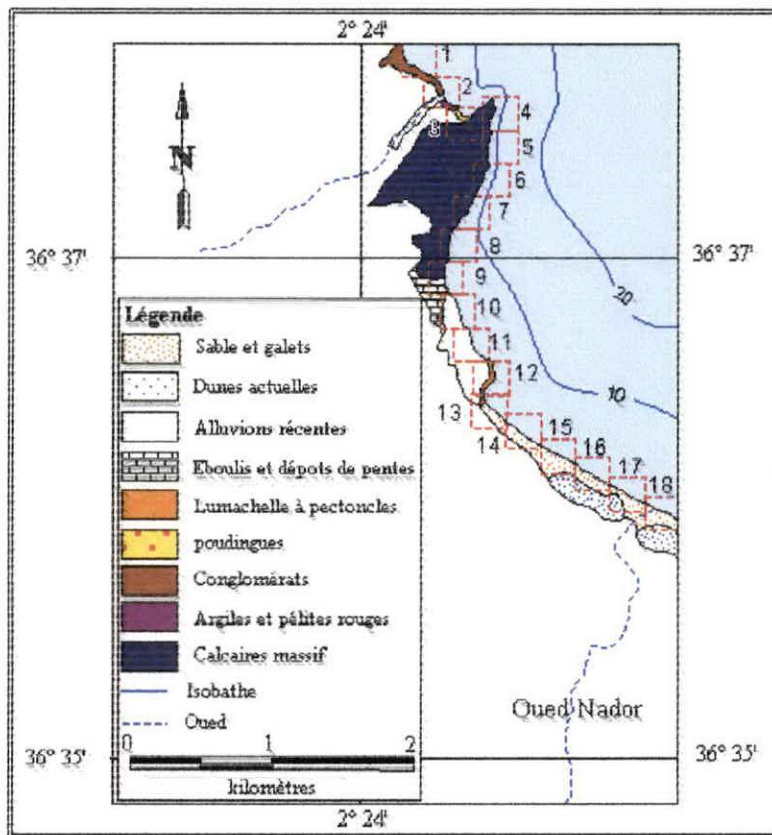 2° 24'
1
2
3
4
5
N
6
7
36° 37'
8
36° 37'
9
20
10
Légende
Sable et galets
11
12
10
Dunes actuelles
13
Alluvions récentes
14
15
Eboulis et dépots de pentes
16
17
Lumachelle à pectoncles
18
poudingues
Conglomérats
Argiles et pélites rouges
Calcaires massif
Isobathe
Oued
Oued Nador
0 1 2
kilomètres
36° 35'
36° 35'
2° 24'